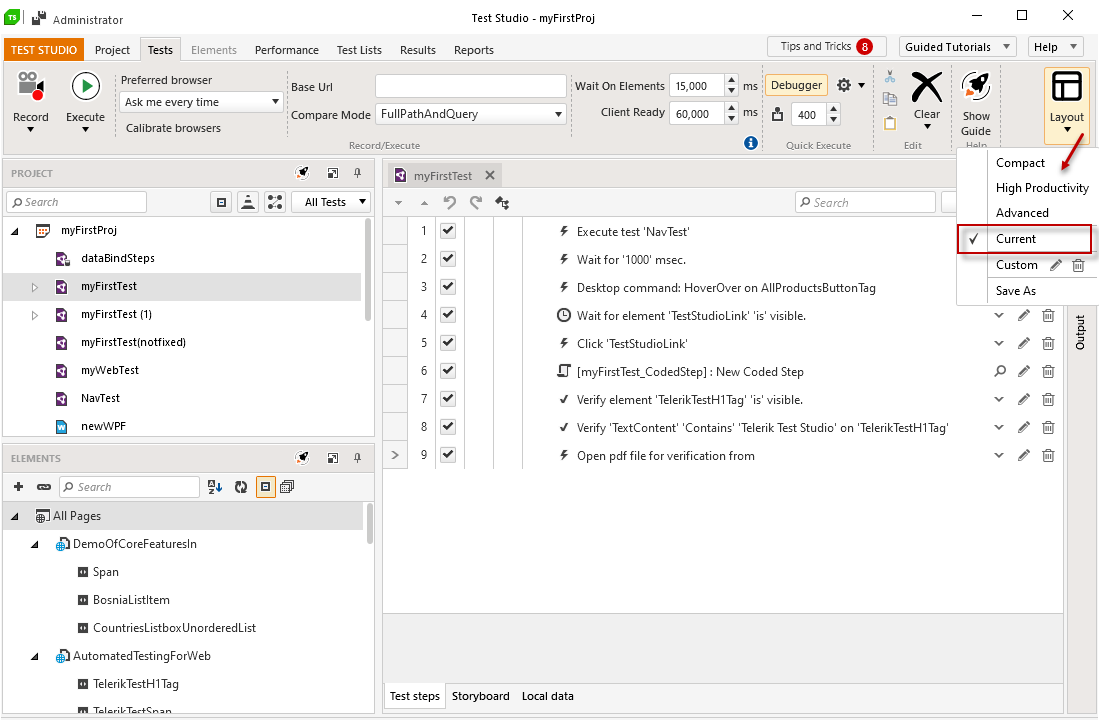 TS Administrator Test Studio - myFirstProj
TEST STUDIO Project Tests Elements Performance Test Lists Results Reports Tips and Tricks 8 Guided Tutorials Help
Record
Execute
Preferred browser
Ask me every time
Calibrate browsers
Base Url
Compare Mode FullPathAndQuery
Wait On Elements 15,000 ms
Client Ready 60,000 ms
Record/Execute
Debugger
400
Quick Execute
Clear
Edit
Show
Guide
Help
Layout
Compact
High Productivity
Advanced
Current
Custom
Save As
PROJECT
Search All Tests
myFirstProj
dataBindSteps
myFirstTest
myFirstTest (1)
myFirstTest(notfixed)
myWebTest
NavTest
newWPF
ELEMENTS
Search
All Pages
DemoOfCoreFeaturesIn
Span
BosniaListItem
CountriesListboxUnorderedList
AutomatedTestingForWeb
TelerikTestH1Tag
TelerikTestSpan
myFirstTest
Search
1 Execute test 'NavTest'
2 Wait for '1000' msec.
3 Desktop command: HoverOver on AllProductsButtonTag
4 Wait for element 'TestStudioLink' 'is' visible.
5 Click 'TestStudioLink'
6 [myFirstTest_CodedStep] : New Coded Step
7 Verify element 'TelerikTestH1Tag' 'is' visible.
8 Verify 'TextContent' 'Contains' 'Telerik Test Studio' on 'TelerikTestH1Tag'
9 Open pdf file for verification from
Test steps Storyboard Local data
Output